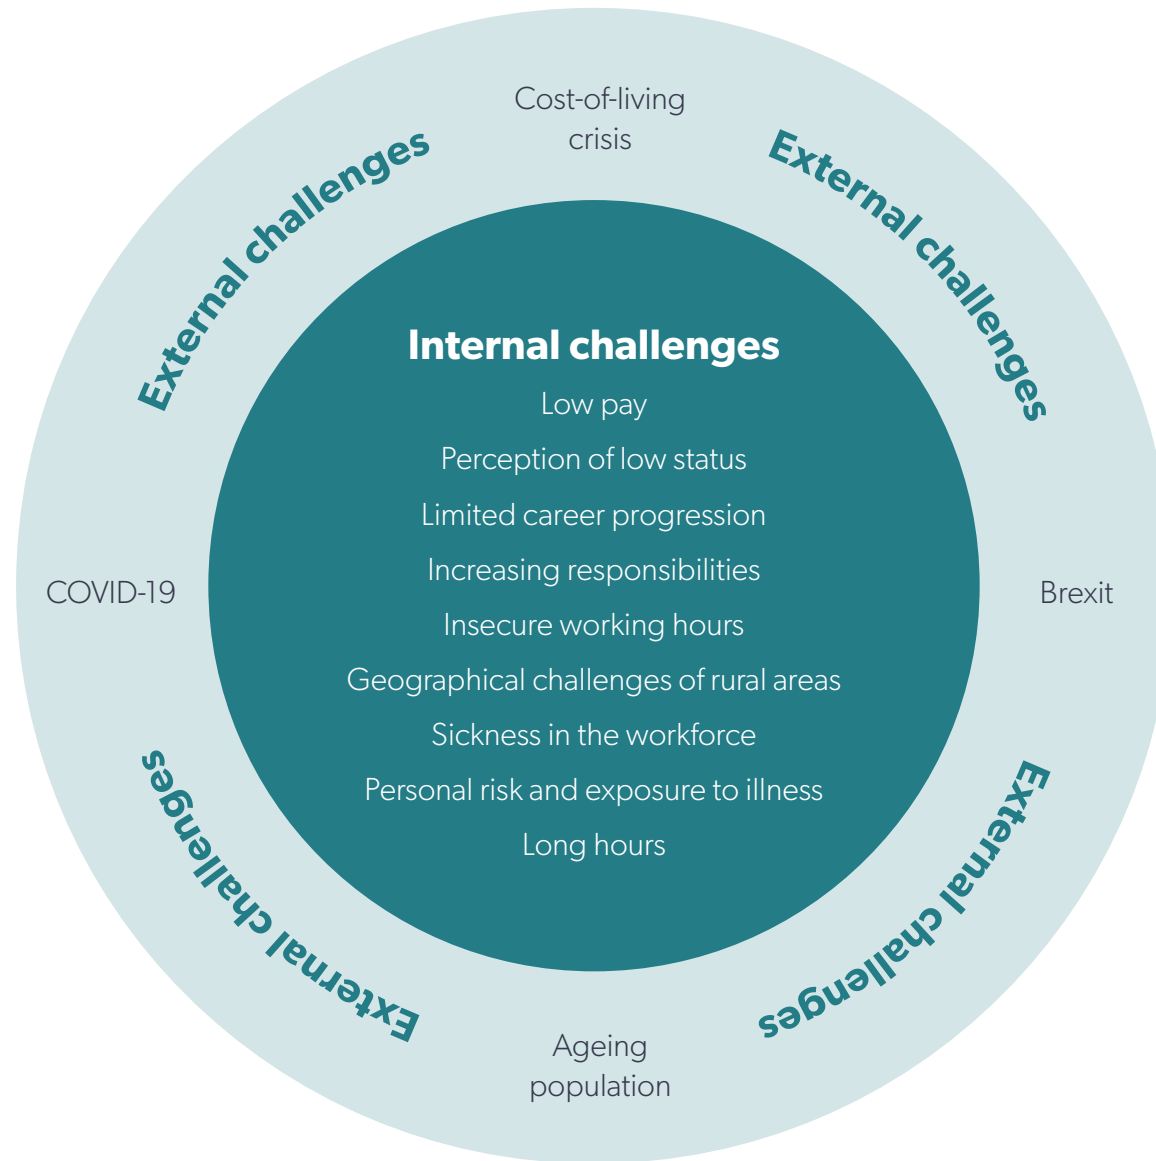 Cost-of-living
crisis
External challenges
External challenges
Internal challenges
Low pay
Perception of low status
Limited career progression
Increasing responsibilities
Insecure working hours
Geographical challenges of rural areas
Sickness in the workforce
Personal risk and exposure to illness
Long hours
COVID-19
Brexit
External challenges
External challenges
Ageing
population